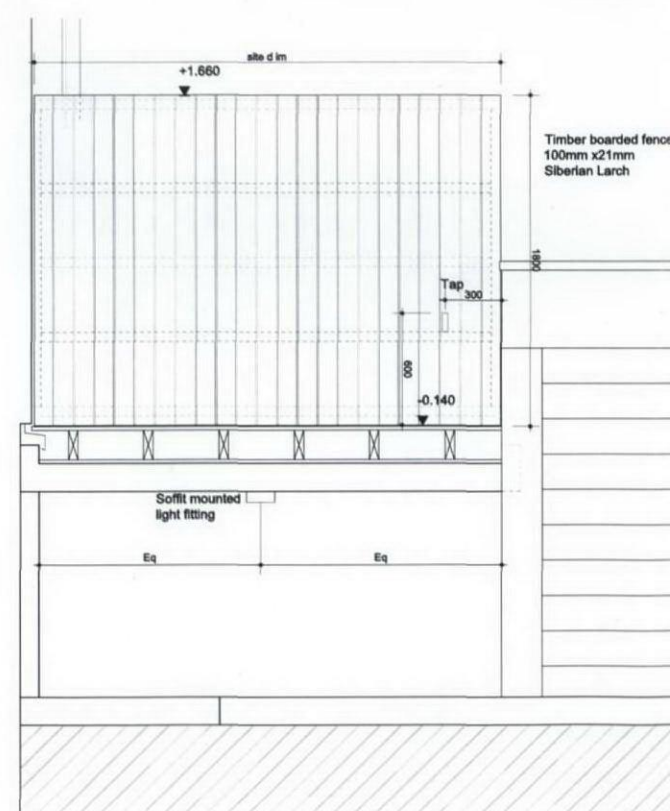 site d im
+1.660
Timber boarded fence
100mm x21mm
Siberian Larch
1800
Tap
300
600
-0.140
Soffit mounted
light fitting
Eq
Eq